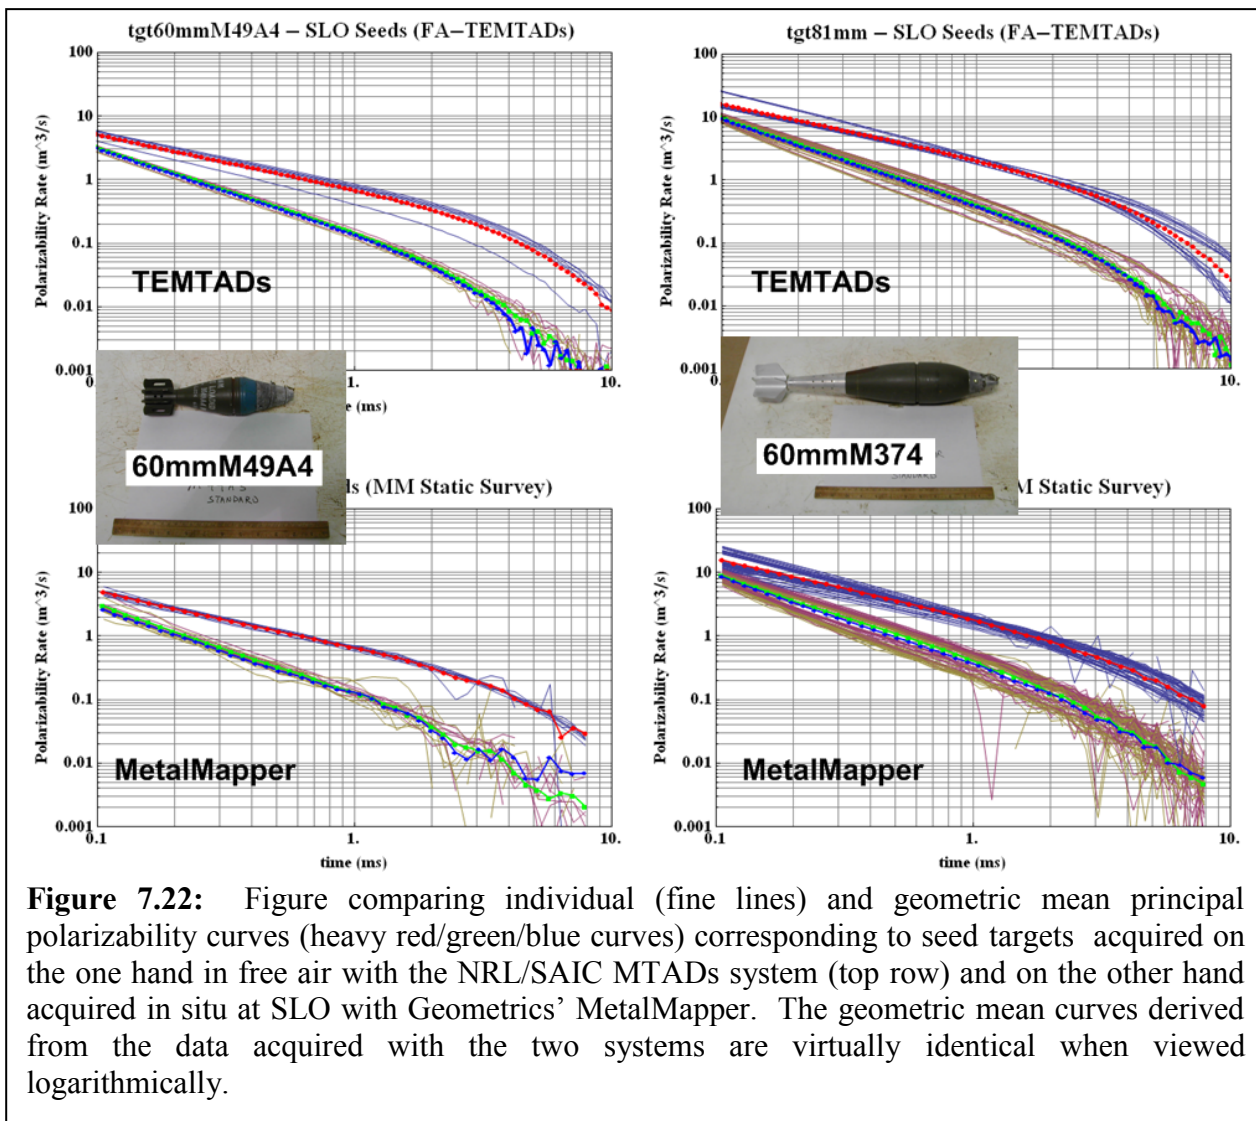 tgt60mmM49A4 – SLO Seeds (FA–TEMTADs)
100
10
1
0.1
0.01
0.001
Polarizability Rate (m^3/s)
TEMTADs
0.
1.
10.
e (ms)
tgt81mm – SLO Seeds (FA–TEMTADs)
100
10
1
0.1
0.01
0.001
Polarizability Rate (m^3/s)
TEMTADs
0.
10.
60mmM49A4
STANDARD
60mmM374
ds (MM Static Survey)
100
10
1
0.1
0.01
0.001
Polarizability Rate (m^3/s)
MetalMapper
0.1
1.
10.
time (ms)
M Static Survey)
100
10
1
0.1
0.01
0.001
Polarizability Rate (m^3/s)
MetalMapper
0.1
1.
10.
time (ms)
Figure 7.22: Figure comparing individual (fine lines) and geometric mean principal
polarizability curves (heavy red/green/blue curves) corresponding to seed targets acquired on
the one hand in free air with the NRL/SAIC MTADs system (top row) and on the other hand
acquired in situ at SLO with Geometrics’ MetalMapper. The geometric mean curves derived
from the data acquired with the two systems are virtually identical when viewed
logarithmically.